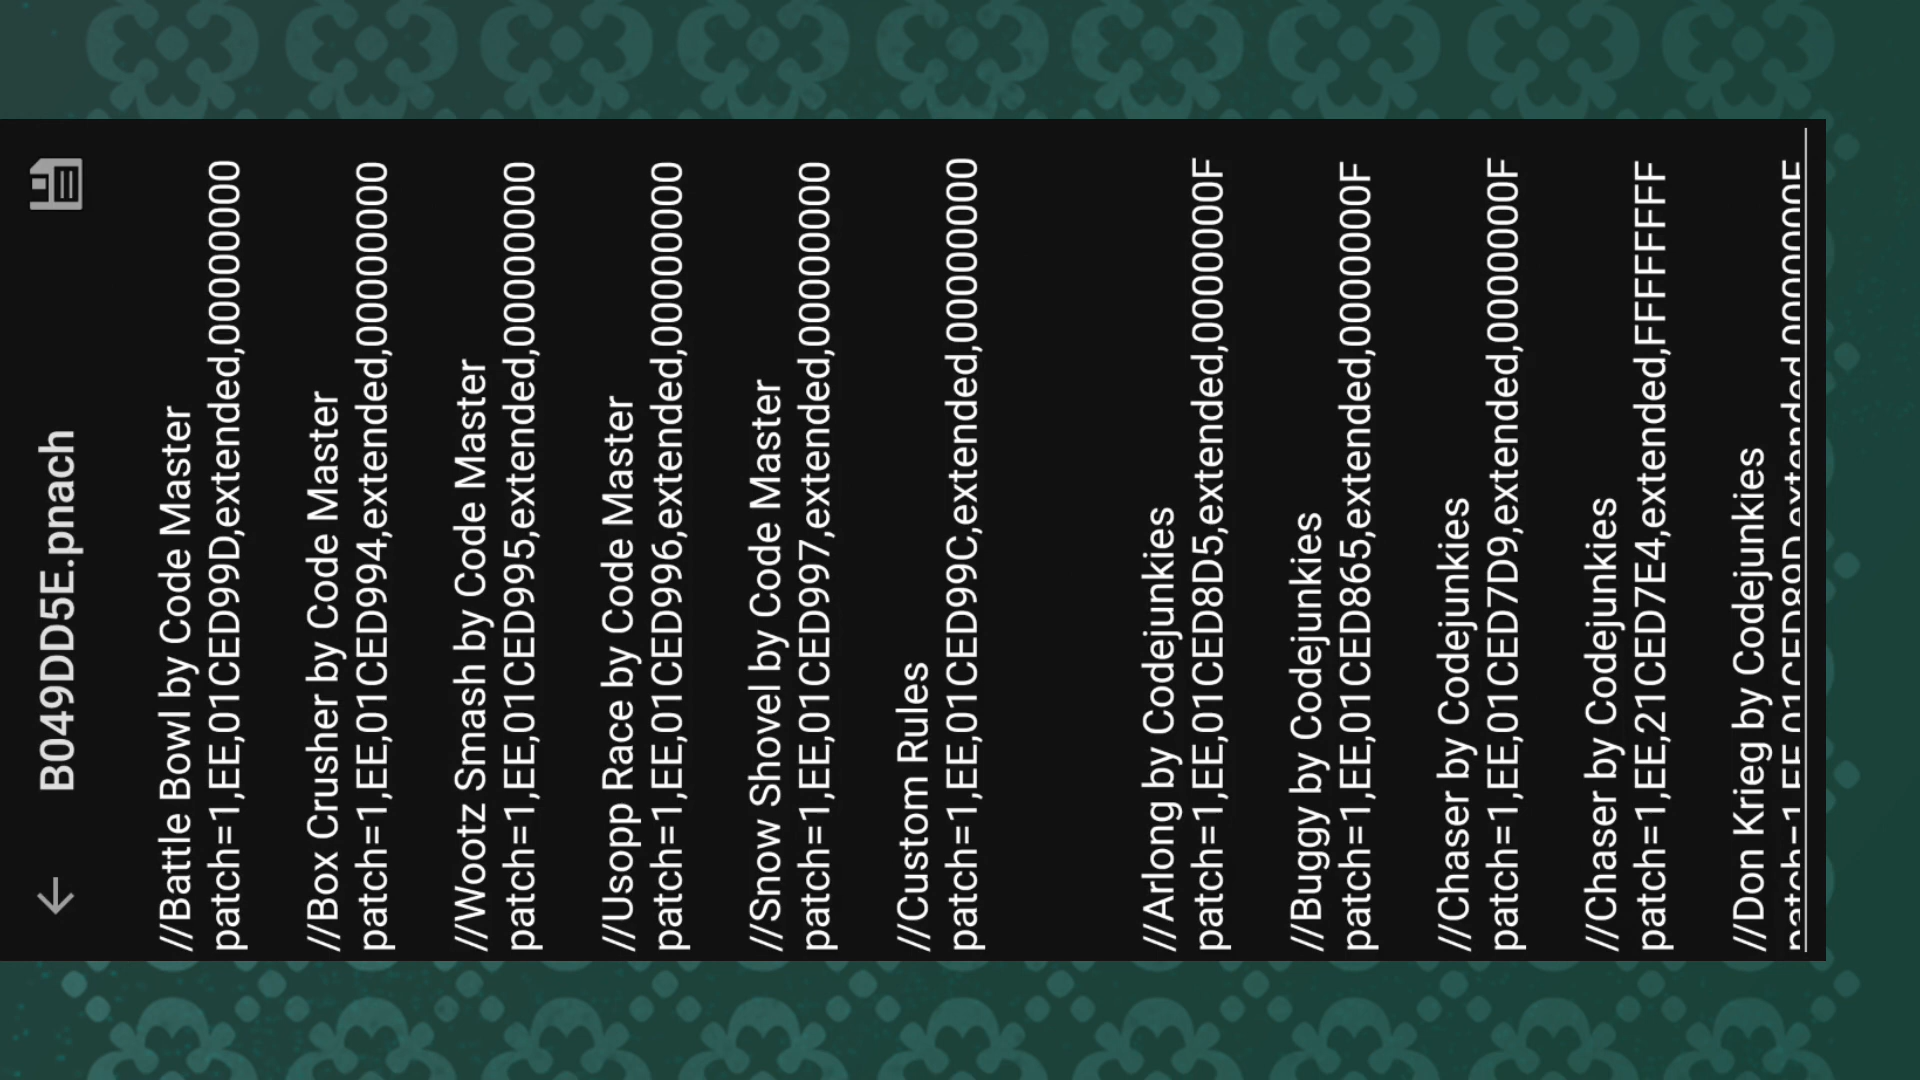 B049DD5E.pnach
//Battle Bowl by Code Master
patch=1,EE,01CED99D,extended,00000000
//Box Crusher by Code Master
patch=1,EE,01CED994,extended,00000000
//Wootz Smash by Code Master
patch=1,EE,01CED995,extended,00000000
//Usopp Race by Code Master
patch=1,EE,01CED996,extended,00000000
//Snow Shovel by Code Master
patch=1,EE,01CED997,extended,00000000
//Custom Rules
patch=1,EE,01CED99C,extended,00000000
//Arlong by Codejunkies
patch=1,EE,01CED8D5,extended,0000000F
//Buggy by Codejunkies
patch=1,EE,01CED865,extended,0000000F
//Chaser by Codejunkies
patch=1,EE,01CED7D9,extended,0000000F
//Chaser by Codejunkies
patch=1,EE,21CED7E4,extended,FFFFFFFF
//Don Krieg by Codejunkies